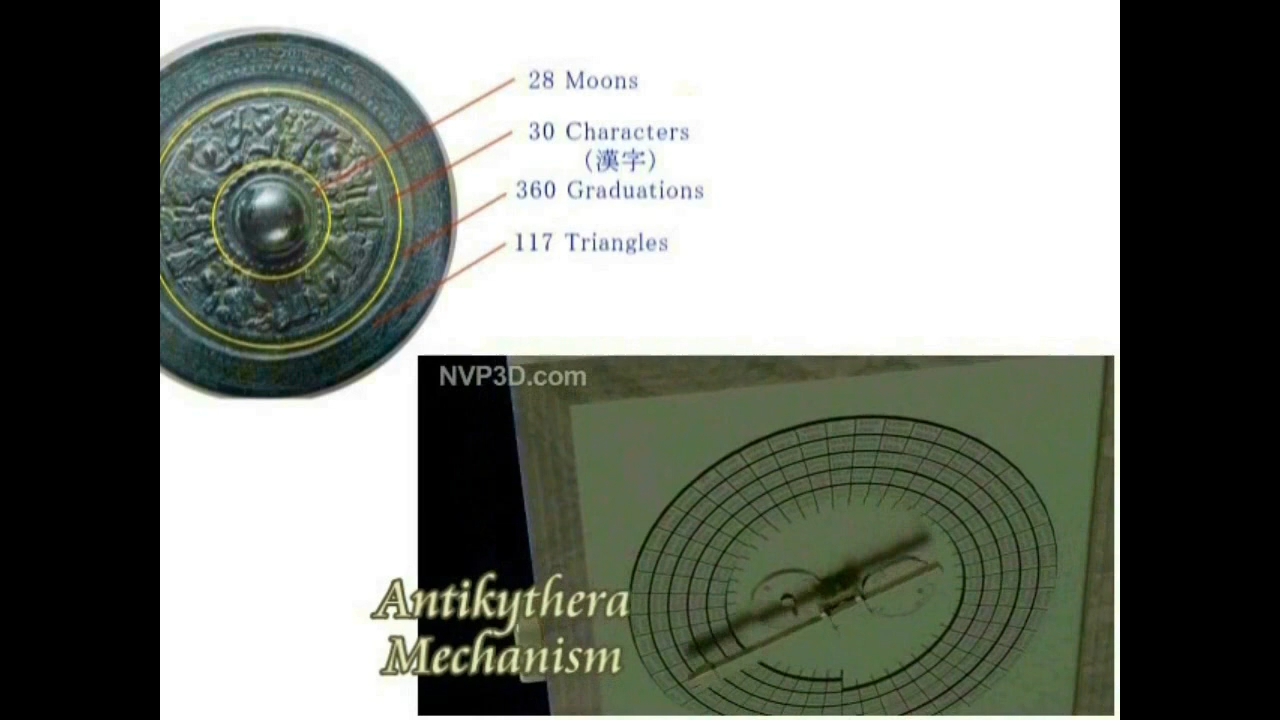 28 Moons
30 Characters
(漢字)
360 Graduations
117 Triangles
NVP3D.com
Antikythera
Mechanism